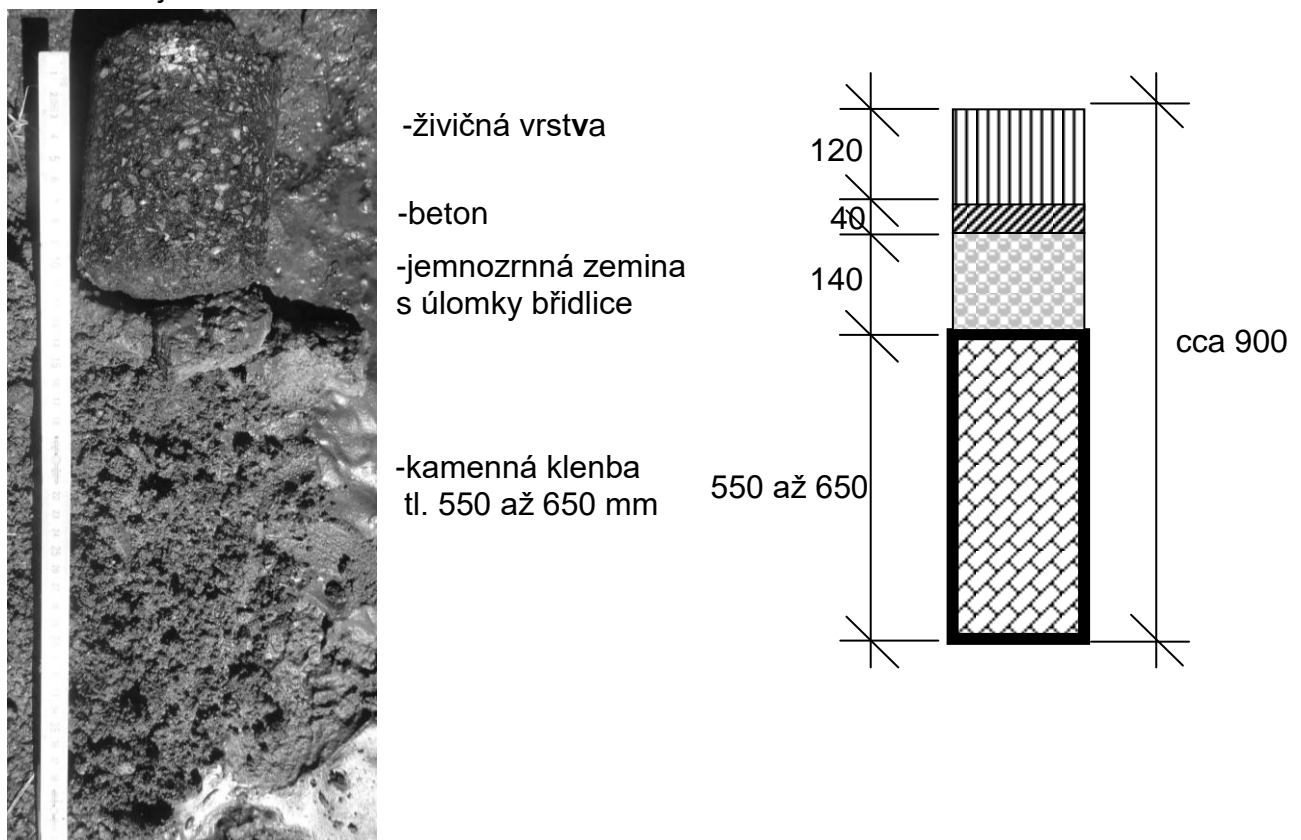 -živičná vrstva
-beton
-jemnozrnná zemina
s úlomky břidlice
-kamenná klenba
tl. 550 až 650 mm
120
40
140
550 až 650
cca 900